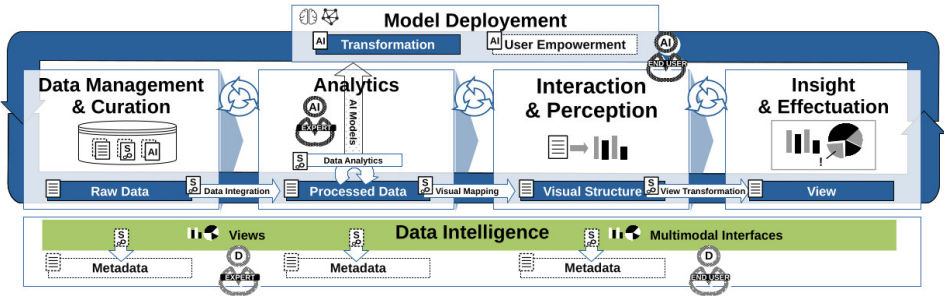 Model Deployement
AI Transformation
AI User Empowerment
AI
END USER
Data Management
& Curation
Analytics
Interaction
& Perception
Insight
& Effectuation
AI
EXPERT
AI Models
S
AI
!
S
Data Analytics
Raw Data
S
Data Integration
Processed Data
S
Visual Mapping
Visual Structure
S
View Transformation
View
S
Views
S
Data Intelligence
S
Multimodal Interfaces
Metadata
D
EXPERT
Metadata
Metadata
D
END USER